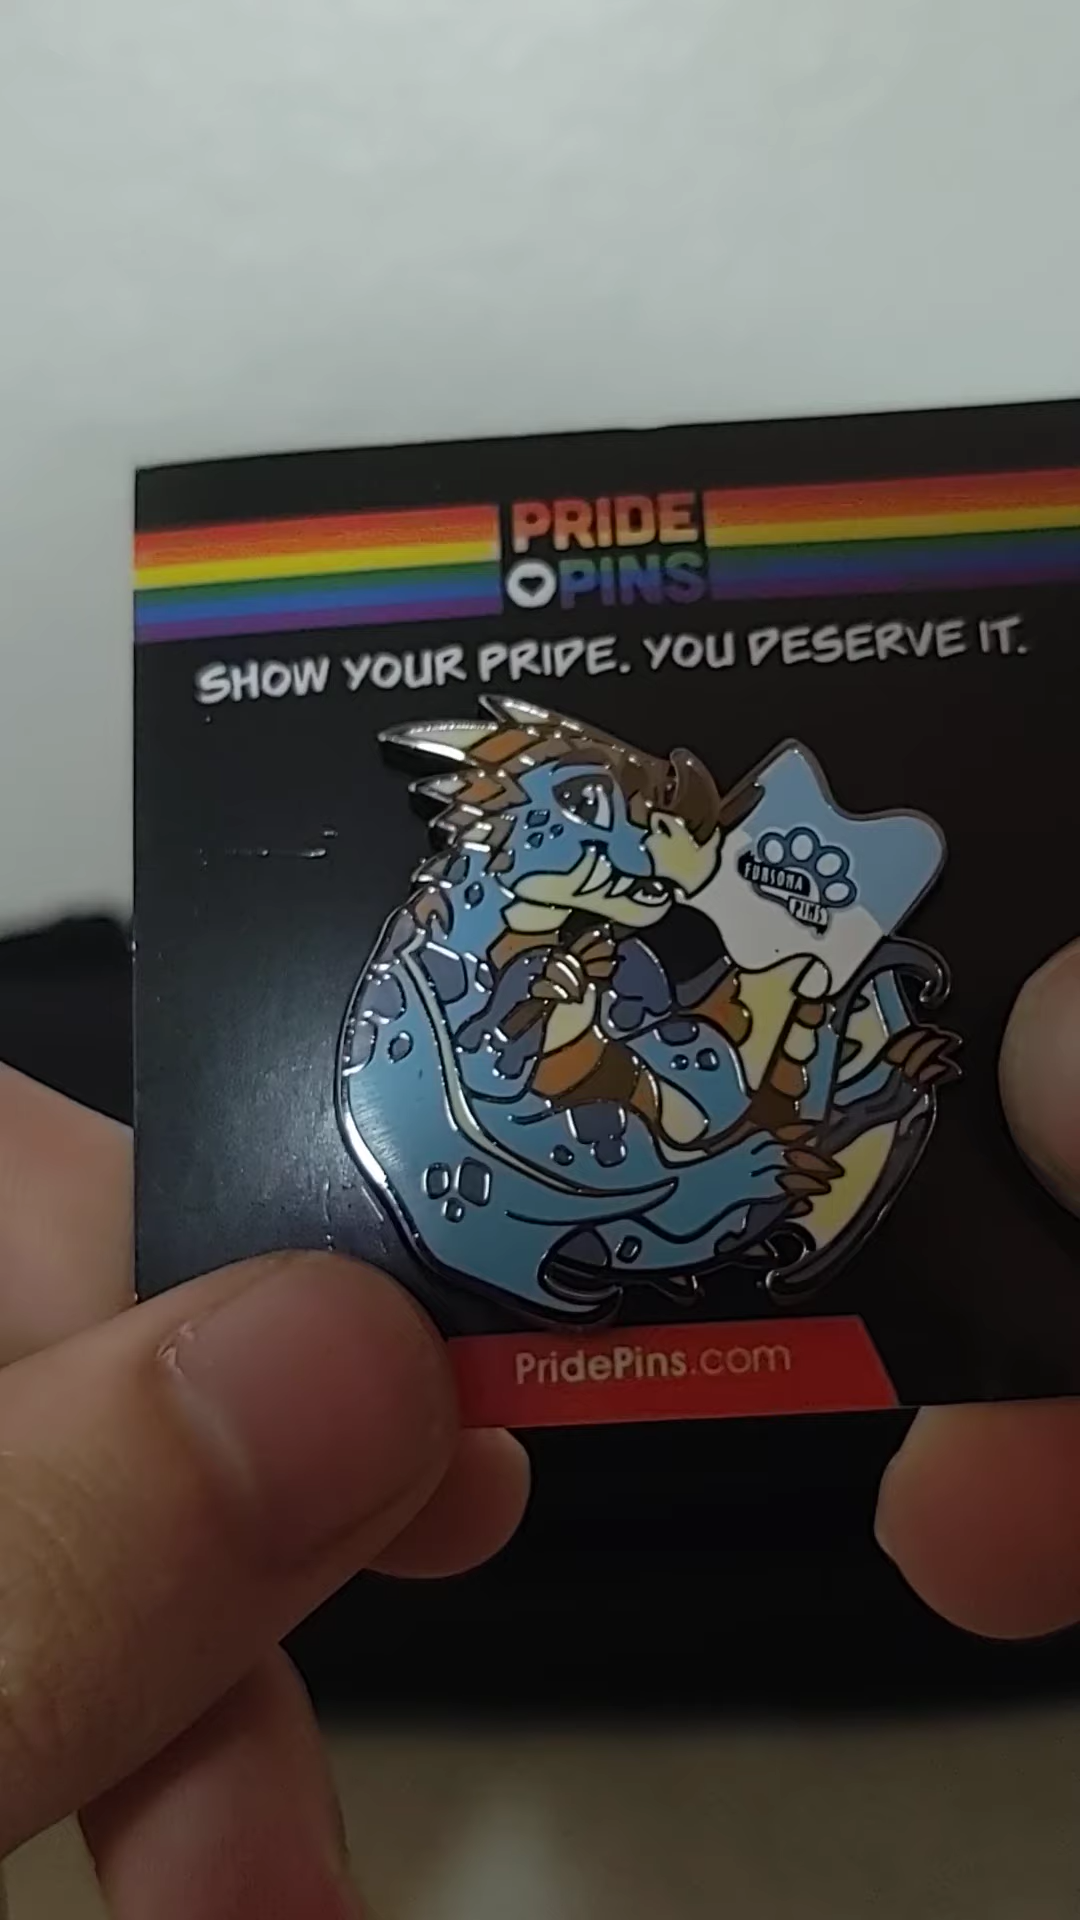 PRIDE
PINS
SHOW YOUR PRIDE. YOU DESERVE IT.
FURSONA
PINS
PridePins.com